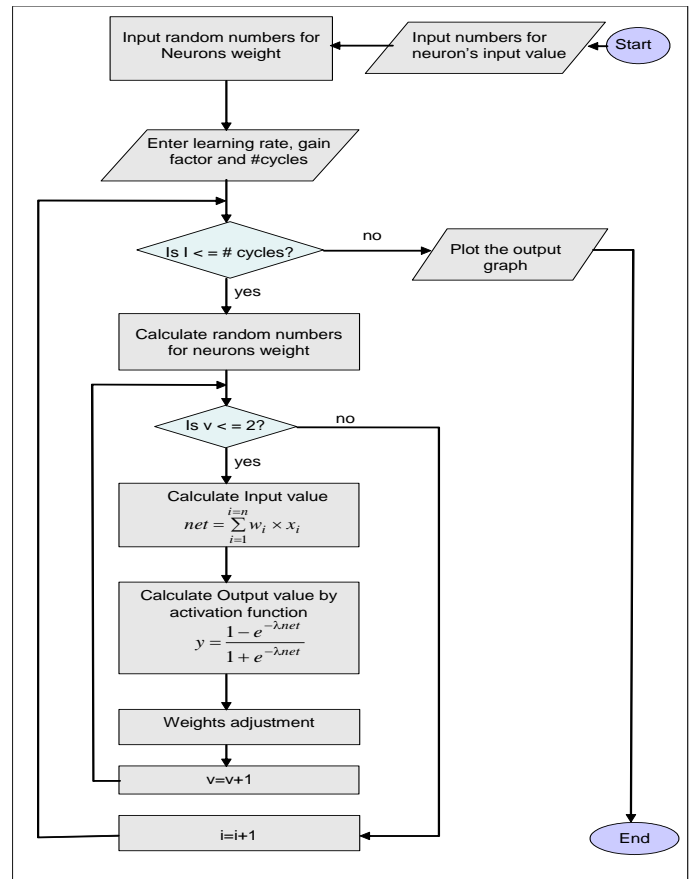 Start
Input numbers for
neuron's input value
Input random numbers for
Neurons weight
Enter learning rate, gain
factor and #cycles
Is I < = # cycles?
no
Plot the output
graph
yes
Calculate random numbers
for neurons weight
Is v < = 2?
no
yes
Calculate Input value
net = \sum_{i=1}^{i=n} w_i × x_i
Calculate Output value by
activation function
y = \frac{1 - e^{-λnet}}{1 + e^{-λnet}}
Weights adjustment
v=v+1
i=i+1
End